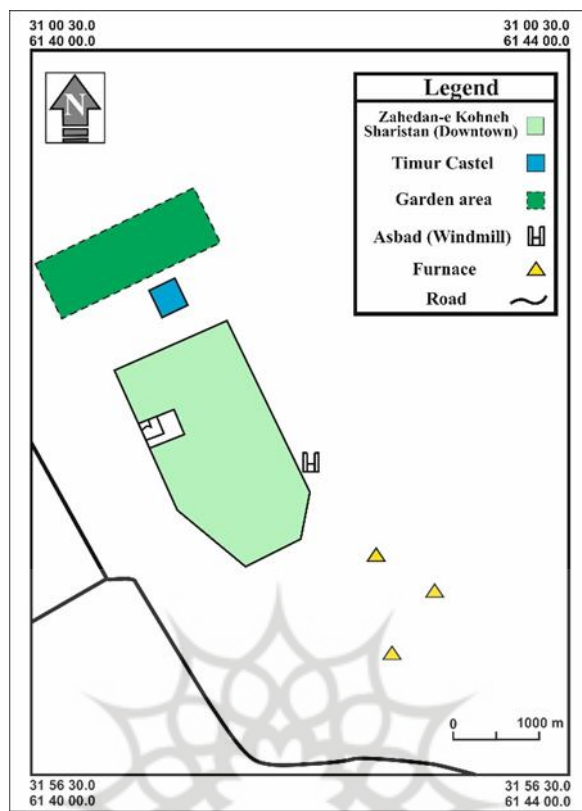 31 00 30.0
61 40 00.0
31 00 30.0
61 44 00.0
N
Legend
Zahedan-e Kohneh
Sharistan (Downtown)
Timur Castel
Garden area
Asbad (Windmill)
Furnace
Road
0 1000 m
31 56 30.0
61 40 00.0
31 56 30.0
61 44 00.0